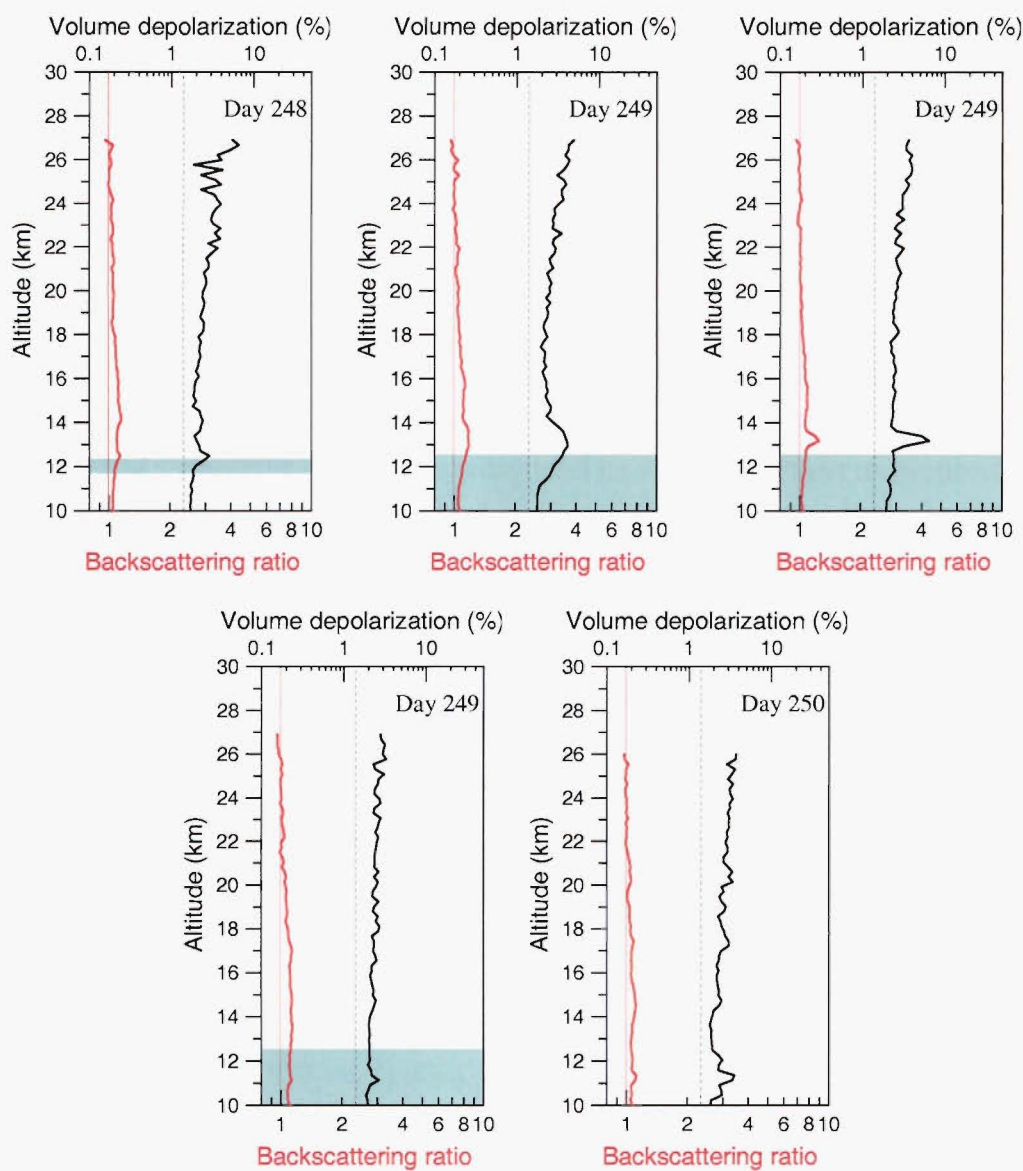 Volume depolarization (%)
0.1 1 10
30
28
26
24
22
20
18
16
14
12
10
Altitude (km)
Day 248
1 2 4 6 8 10
Backscattering ratio
Volume depolarization (%)
0.1 1 10
30
28
26
24
22
20
18
16
14
12
10
Altitude (km)
Day 249
1 2 4 6 8 10
Backscattering ratio
Volume depolarization (%)
0.1 1 10
30
28
26
24
22
20
18
16
14
12
10
Altitude (km)
Day 249
1 2 4 6 8 10
Backscattering ratio
Volume depolarization (%)
0.1 1 10
30
28
26
24
22
20
18
16
14
12
10
Altitude (km)
Day 249
1 2 4 6 8 10
Backscattering ratio
Volume depolarization (%)
0.1 1 10
30
28
26
24
22
20
18
16
14
12
10
Altitude (km)
Day 250
1 2 4 6 8 10
Backscattering ratio